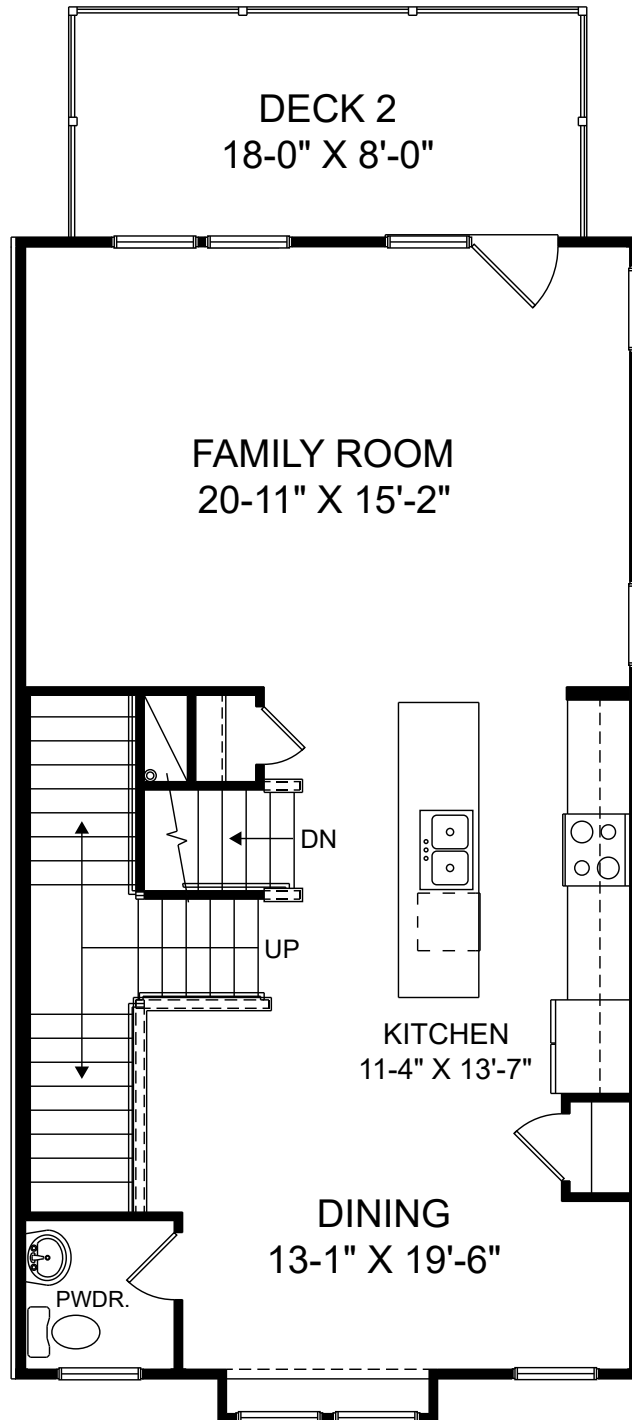 DECK 2
18-0" X 8'-0"
FAMILY ROOM
20-11" X 15'-2"
DN
UP
KITCHEN
11-4" X 13'-7"
DINING
13-1" X 19'-6"
PWDR.